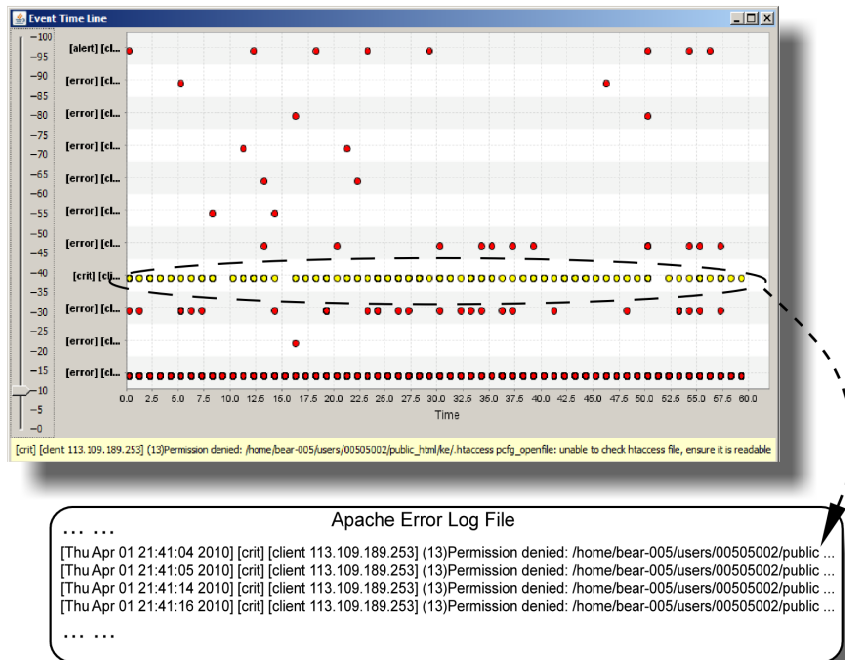 Event Time Line
-100
-95
-90
-85
-80
-75
-70
-65
-60
-55
-50
-45
-40
-35
-30
-25
-20
-15
-10
-5
-0
[alert] [cl...
[error] [cl...
[error] [cl...
[error] [cl...
[error] [cl...
[error] [cl...
[error] [cl...
[crit] [cli...
[error] [cl...
[error] [cl...
[error] [cl...
0.0 2.5 5.0 7.5 10.0 12.5 15.0 17.5 20.0 22.5 25.0 27.5 30.0 32.5 35.0 37.5 40.0 42.5 45.0 47.5 50.0 52.5 55.0 57.5 60.0
Time
[crit] [client 113.109.189.253] (13)Permission denied: /home/bear-005/users/00505002/public_html/ke/.htaccess pcfg_openfile: unable to check htaccess file, ensure it is readable
Apache Error Log File
... ...
[Thu Apr 01 21:41:04 2010] [crit] [client 113.109.189.253] (13)Permission denied: /home/bear-005/users/00505002/public ...
[Thu Apr 01 21:41:05 2010] [crit] [client 113.109.189.253] (13)Permission denied: /home/bear-005/users/00505002/public ...
[Thu Apr 01 21:41:14 2010] [crit] [client 113.109.189.253] (13)Permission denied: /home/bear-005/users/00505002/public ...
[Thu Apr 01 21:41:16 2010] [crit] [client 113.109.189.253] (13)Permission denied: /home/bear-005/users/00505002/public ...
... ...